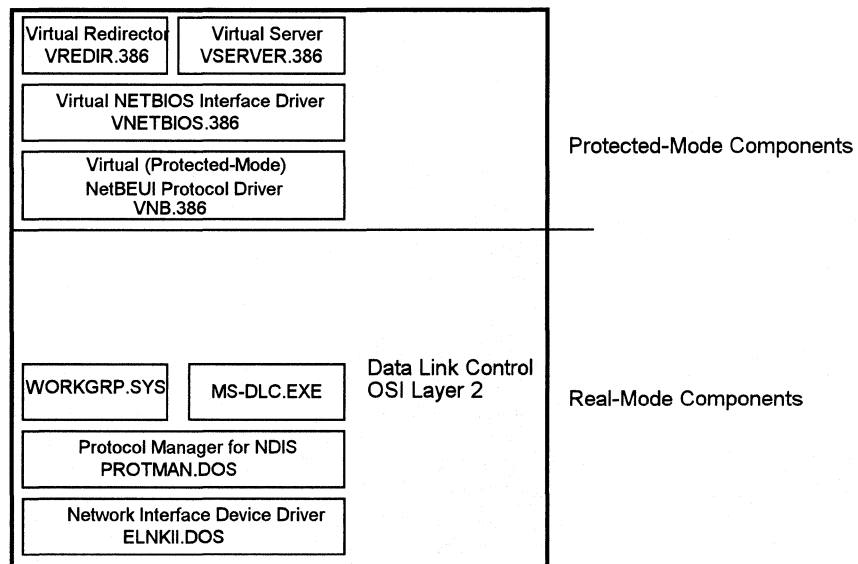 Virtual Redirector
VREDIR.386
Virtual Server
VSERVER.386
Virtual NETBIOS Interface Driver
VNETBIOS.386
Virtual (Protected-Mode)
NetBEUI Protocol Driver
VNB.386
Protected-Mode Components
WORKGRP.SYS
MS-DLC.EXE
Data Link Control
OSI Layer 2
Real-Mode Components
Protocol Manager for NDIS
PROTMAN.DOS
Network Interface Device Driver
ELNKII.DOS